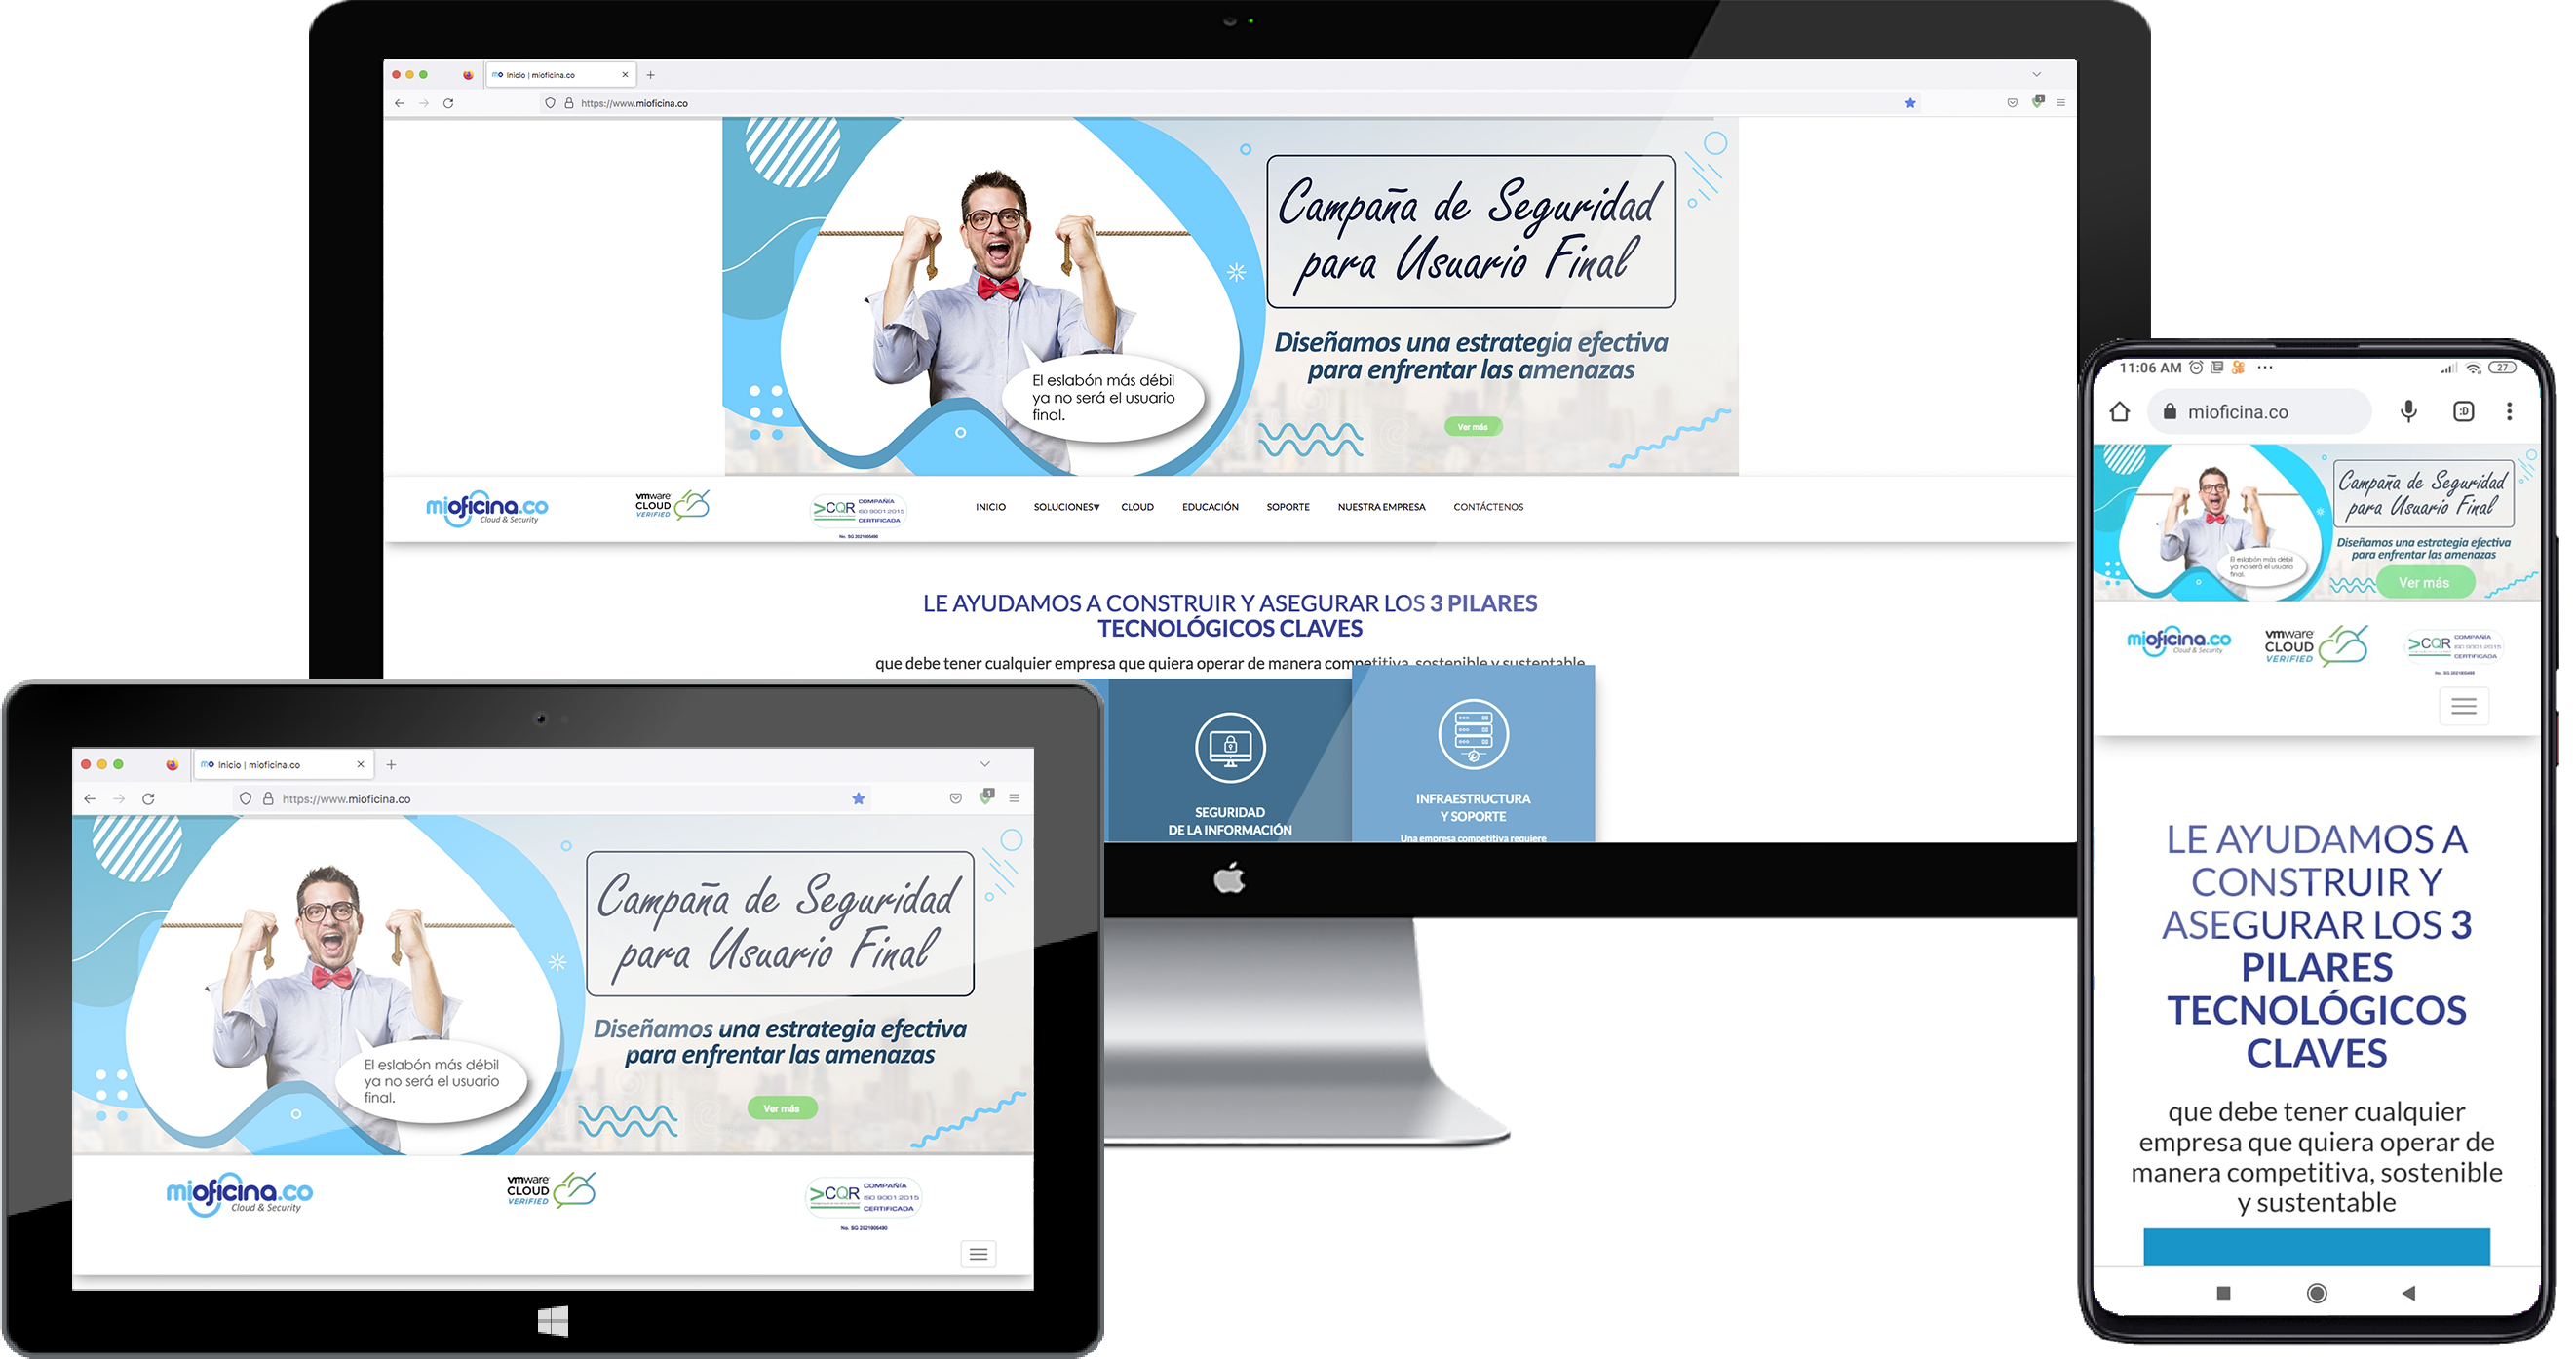 Inicio | mioficina.co
https://www.mioficina.co
Campaña de Seguridad
para Usuario Final
Diseñamos una estrategia efectiva
para enfrentar las amenazas
El eslabón más débil
ya no será el usuario
final.
Ver más
mioficina.co
Cloud & Security
vmware
CLOUD
VERIFIED
CQR
COMPAÑÍA
ISO 9001:2015
CERTIFICADA
INICIO
SOLUCIONES▾
CLOUD
EDUCACIÓN
SOPORTE
NUESTRA EMPRESA
CONTÁCTENOS
LE AYUDAMOS A CONSTRUIR Y ASEGURAR LOS 3 PILARES
TECNOLÓGICOS CLAVES
que debe tener cualquier empresa que quiera operar de manera competitiva, sostenible y sustentable
SEGURIDAD
DE LA INFORMACIÓN
INFRAESTRUCTURA
Y SOPORTE
Una empresa competitiva requiere
Inicio | mioficina.co
https://www.mioficina.co
Campaña de Seguridad
para Usuario Final
Diseñamos una estrategia efectiva
para enfrentar las amenazas
El eslabón más débil
ya no será el usuario
final.
Ver más
mioficina.co
Cloud & Security
vmware
CLOUD
VERIFIED
CQR
COMPAÑÍA
ISO 9001:2015
CERTIFICADA
11:06 AM
27
mioficina.co
:D
Campaña de Seguridad
para Usuario Final
Diseñamos una estrategia efectiva
para enfrentar las amenazas
El eslabón más débil
ya no será el usuario
final.
Ver más
mioficina.co
Cloud & Security
vmware
CLOUD
VERIFIED
CQR
COMPAÑÍA
ISO 9001:2015
CERTIFICADA
LE AYUDAMOS A
CONSTRUIR Y
ASEGURAR LOS 3
PILARES
TECNOLÓGICOS
CLAVES
que debe tener cualquier
empresa que quiera operar de
manera competitiva, sostenible
y sustentable